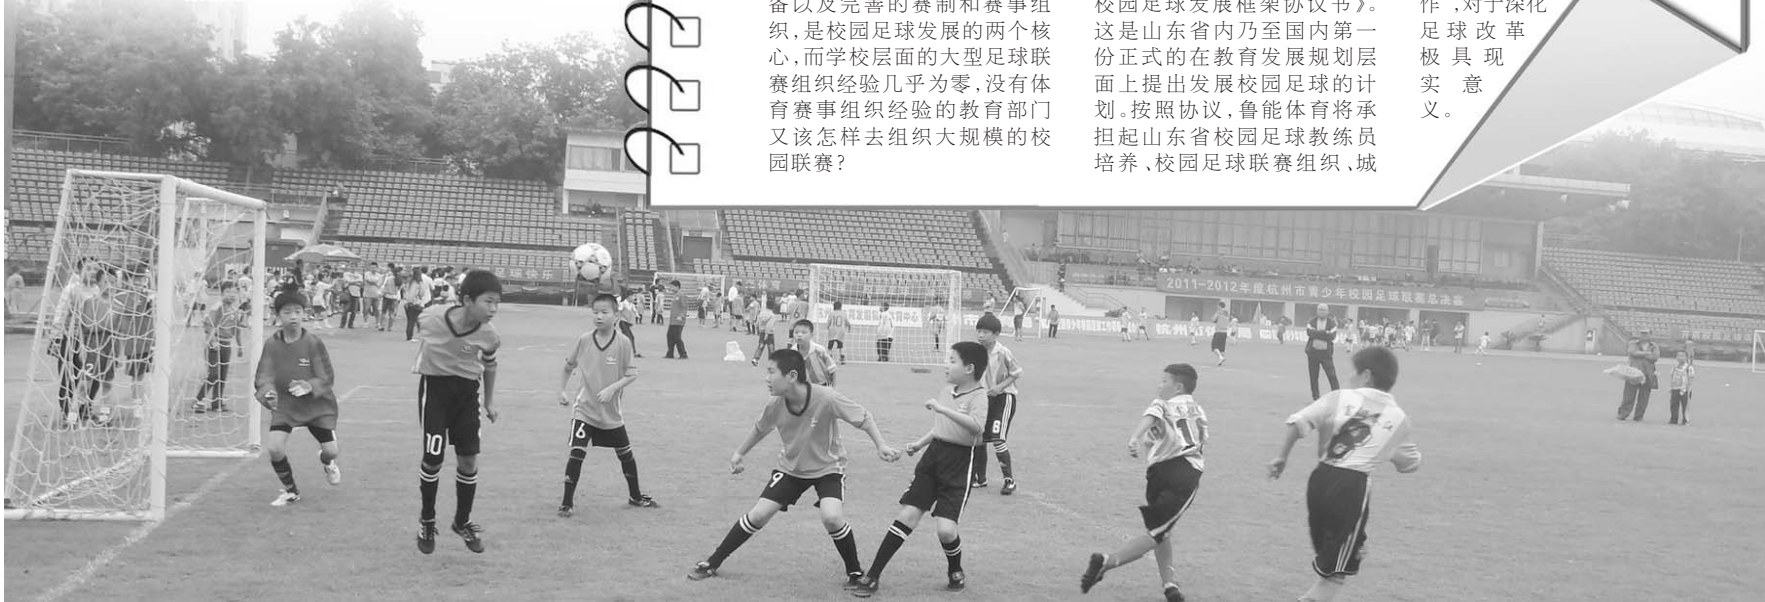 备以及完善的赛制和赛事组
织,是校园足球发展的两个核
心,而学校层面的大型足球联
赛组织经验几乎为零,没有体
育赛事组织经验的教育部门
又该怎样去组织大规模的校
园联赛?
校园足球发展框架协议书》。
这是山东省内乃至国内第一
份正式的在教育发展规划层
面上提出发展校园足球的计
划。按照协议,鲁能体育将承
担起山东省校园足球教练员
培养、校园足球联赛组织、城
作,对于深化
足球改革
极具现
实意
义。
足球快乐
2011-2012年度杭州市青少年校园足球联赛总决赛
10
6
9
8